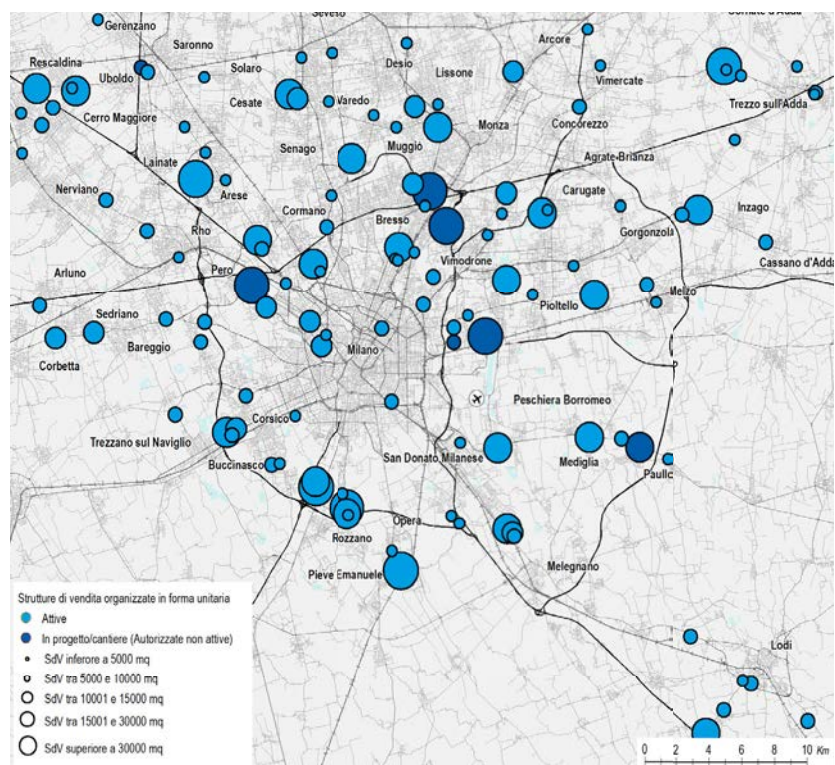 Seveso
Cornate d'Adda
Gerenzano
Arcore
Saronno
Desio
Rescaldina
Solaro
Lissone
Uboldo
Vimercate
Cesate
Varedo
Trezzo sull'Adda
Cerro Maggiore
Monza
Concorezzo
Muggiò
Senago
Lainate
Agrate-Brianza
Nerviano
Arese
Carugate
Cormano
Inzago
Bresso
Rho
Gorgonzola
Vimodrone
Cassano d'Adda
Arluno
Pero
Pioltello
Melzo
Sedriano
Bareggio
Milano
Corbetta
Peschiera Borromeo
Corsico
Trezzano sul Naviglio
San Donato Milanese
Mediglia
Buccinasco
Paullo
Opera
Rozzano
Melegnano
Pieve Emanuele
Lodi
Strutture di vendita organizzate in forma unitaria
Attive
In progetto/cantiere (Autorizzate non attive)
SdV inferore a 5000 mq
SdV tra 5000 e 10000 mq
SdV tra 10001 e 15000 mq
SdV tra 15001 e 30000 mq
SdV superiore a 30000 mq
0 2 4 6 8 10 Km